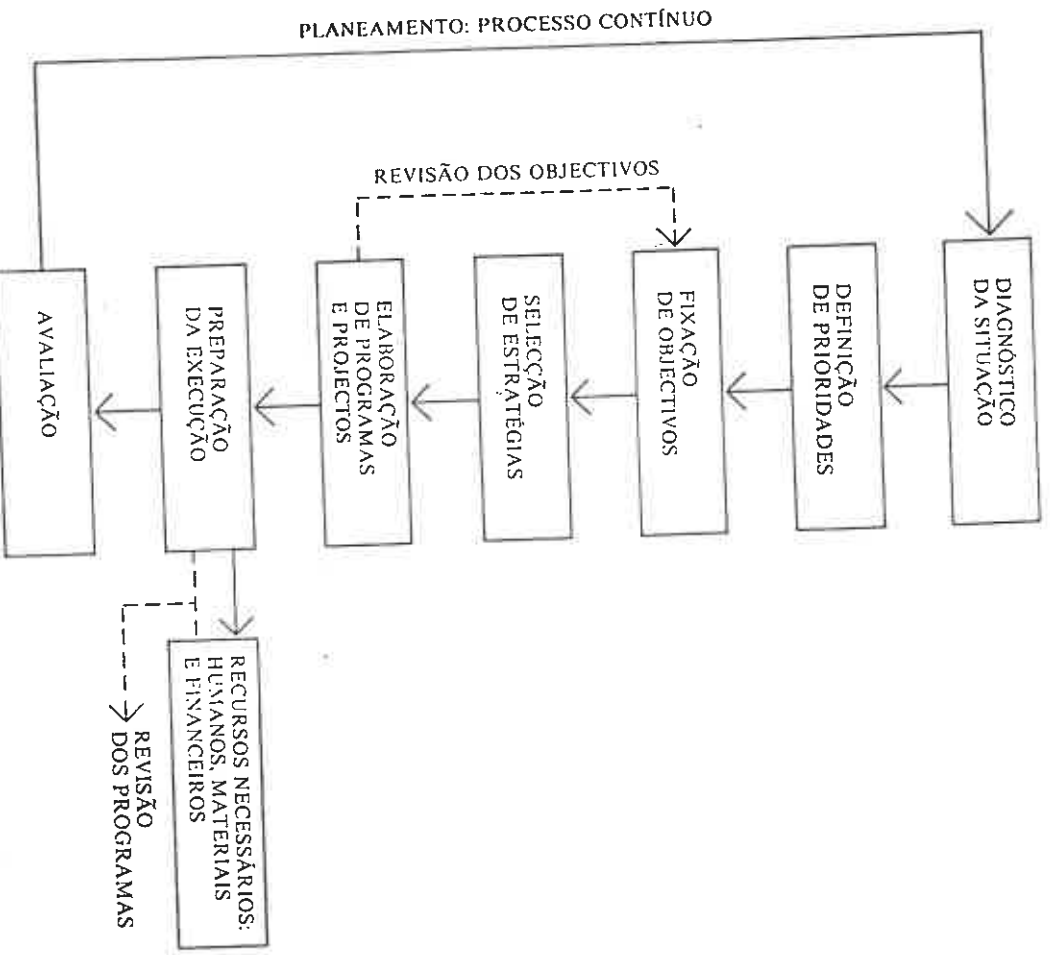 PLANEAMENTO: PROCESSO CONTÍNUO
REVISÃO DOS OBJECTIVOS
DIAGNÓSTICO
DA SITUAÇÃO
DEFINIÇÃO
DE PRIORIDADES
FIXAÇÃO
DE OBJECTIVOS
SELECÇÃO
DE ESTRATÉGIAS
ELABORAÇÃO
DE PROGRAMAS
E PROJECTOS
PREPARAÇÃO
DA EXECUÇÃO
AVALIAÇÃO
RECURSOS NECESSÁRIOS:
HUMANOS, MATERIAIS
E FINANCEIROS
REVISÃO
DOS PROGRAMAS